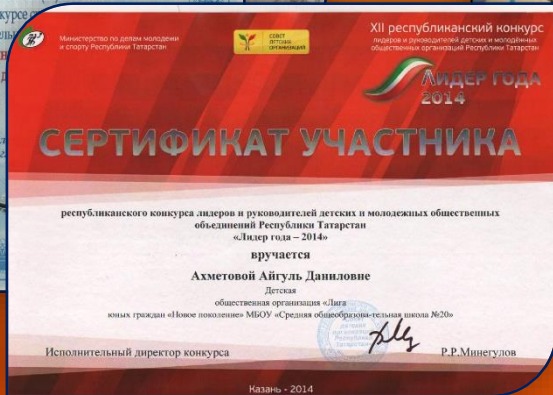 курсе
Министерство по делам молодежи
и спорту Республики Татарстан
СОВЕТ
ДЕТСКИХ
ОРГАНИЗАЦИЙ
XII республиканский конкурс
лидеров и руководителей детских и молодёжных
общественных организаций Республики Татарстан
ЛИДЕР ГОДА
2014
СЕРТИФИКАТ УЧАСТНИКА
республиканского конкурса лидеров и руководителей детских и молодежных общественных
объединений Республики Татарстан
«Лидер года – 2014»
вручается
Ахметовой Айгуль Даниловне
Детская
общественная организация «Лига
юных граждан «Новое поколение» МБОУ «Средняя общеобразова-тельная школа №20»
Исполнительный директор конкурса
Р.Р.Минегулов
Казань - 2014